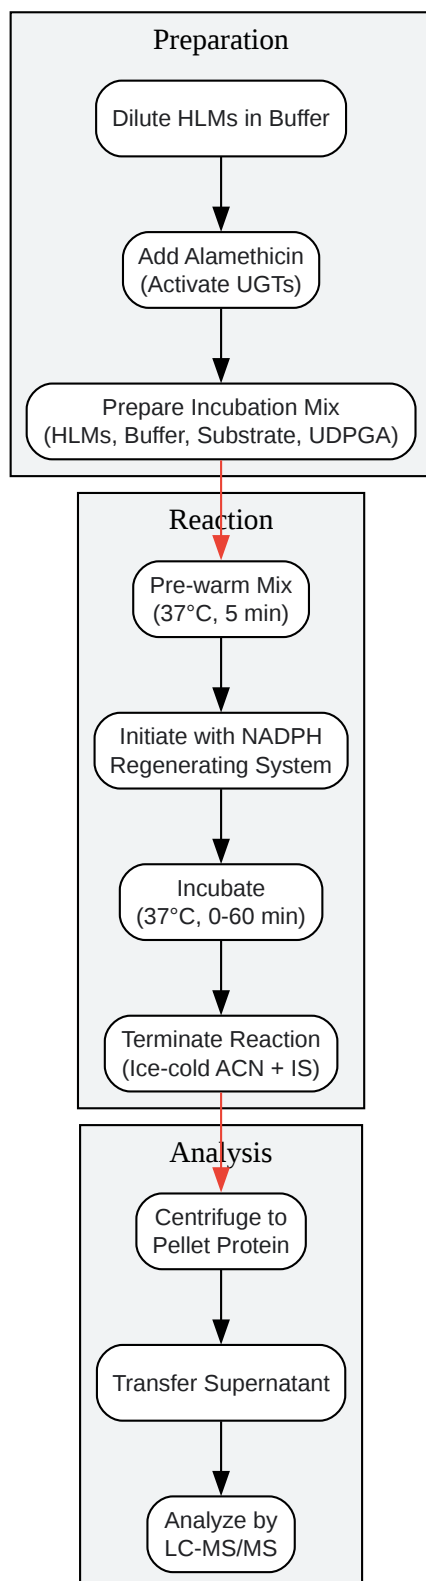 Preparation
Dilute HLMs in Buffer
Add Alamethicin
(Activate UGTs)
Prepare Incubation Mix
(HLMs, Buffer, Substrate, UDPGA)
Reaction
Pre-warm Mix
(37°C, 5 min)
Initiate with NADPH
Regenerating System
Incubate
(37°C, 0-60 min)
Terminate Reaction
(Ice-cold ACN + IS)
Analysis
Centrifuge to
Pellet Protein
Transfer Supernatant
Analyze by
LC-MS/MS